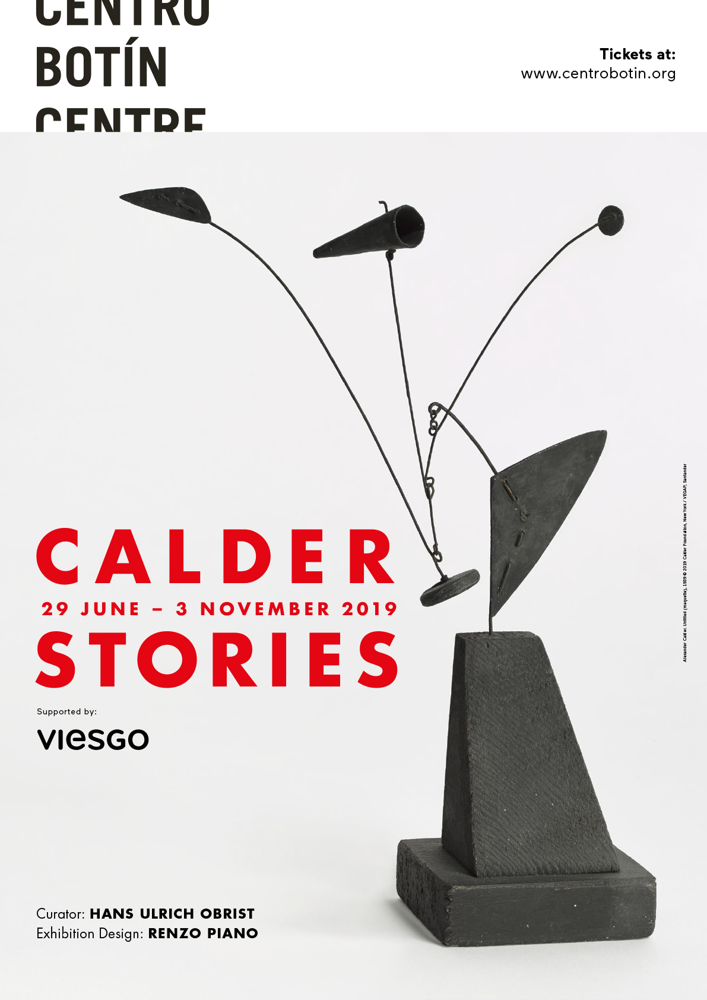 CENTRO
BOTÍN
CENTRE
Tickets at:
www.centrobotin.org
CALDER
29 JUNE – 3 NOVEMBER 2019
STORIES
Supported by:
VIESGO
Curator: HANS ULRICH OBRIST
Exhibition Design: RENZO PIANO
Alexander Calder. Untitled (maquette), 1939 © 2019 Calder Foundation, New York / VEGAP, Santander